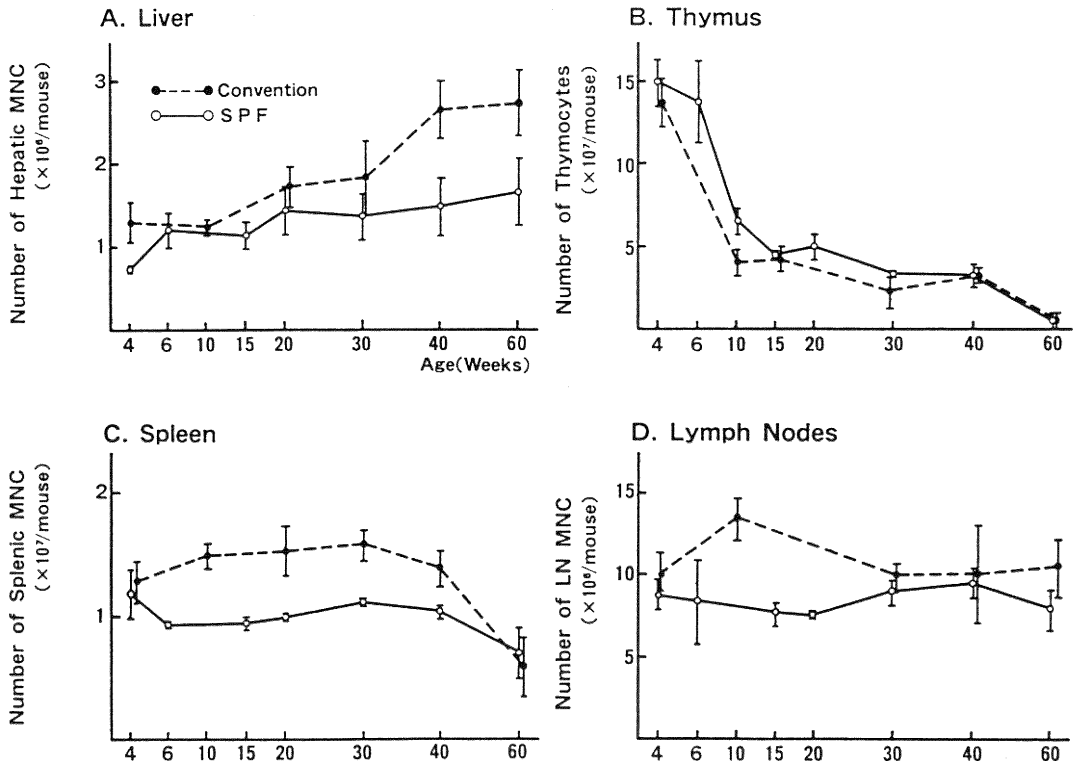 A. Liver
Number of Hepatic MNC
(×10⁶/mouse)
3
2
1
Convention
SPF
4 6 10 15 20 30 40 60
Age(Weeks)
B. Thymus
Number of Thymocytes
(×10⁷/mouse)
15
10
5
4 6 10 15 20 30 40 60
C. Spleen
Number of Splenic MNC
(×10⁷/mouse)
2
1
4 6 10 15 20 30 40 60
D. Lymph Nodes
Number of LN MNC
(×10⁶/mouse)
15
10
5
4 6 10 15 20 30 40 60